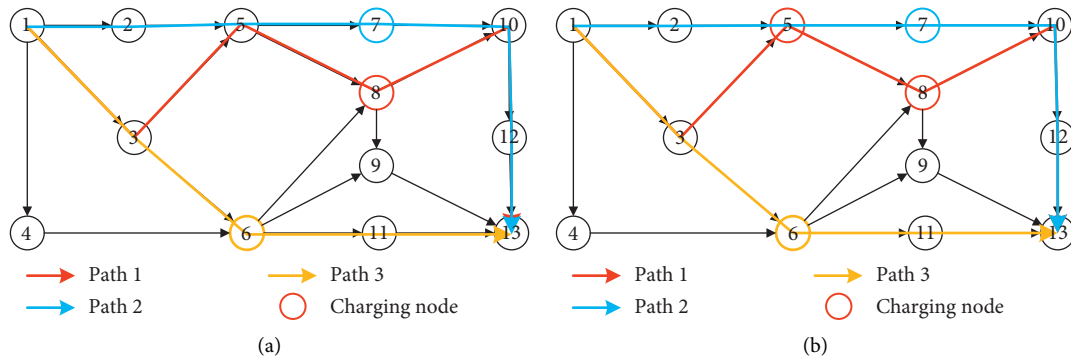 1 2 5 7 10
8
3 12
9
4 6 11 13
Path 1 Path 3
Path 2 Charging node
(a)
1 2 5 7 10
8
3 12
9
4 6 11 13
Path 1 Path 3
Path 2 Charging node
(b)